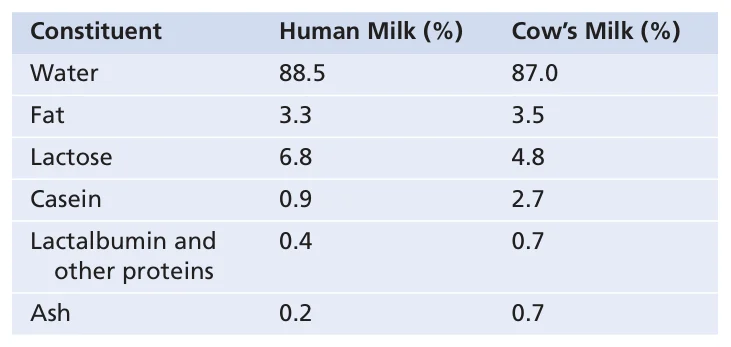 Constituent Human Milk (%) Cow’s Milk (%)
Water 88.5 87.0
Fat 3.3 3.5
Lactose 6.8 4.8
Casein 0.9 2.7
Lactalbumin and 0.4 0.7
other proteins
Ash 0.2 0.7